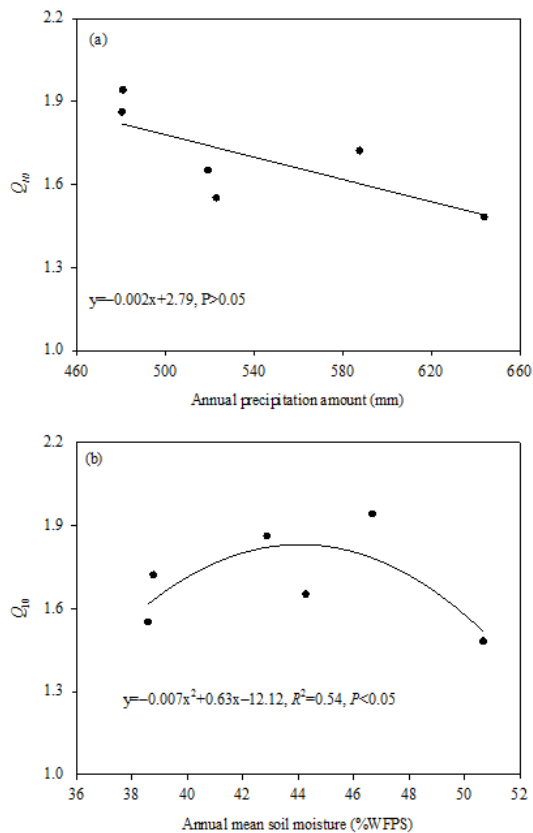 2.2
(a)
1.9
1.6
1.3
1.0
Q10
y=−0.002x+2.79, P>0.05
460 500 540 580 620 660
Annual precipitation amount (mm)
2.2
(b)
1.9
1.6
1.3
1.0
Q10
y=−0.007x²+0.63x−12.12, R²=0.54, P<0.05
36 38 40 42 44 46 48 50 52
Annual mean soil moisture (%WFPS)